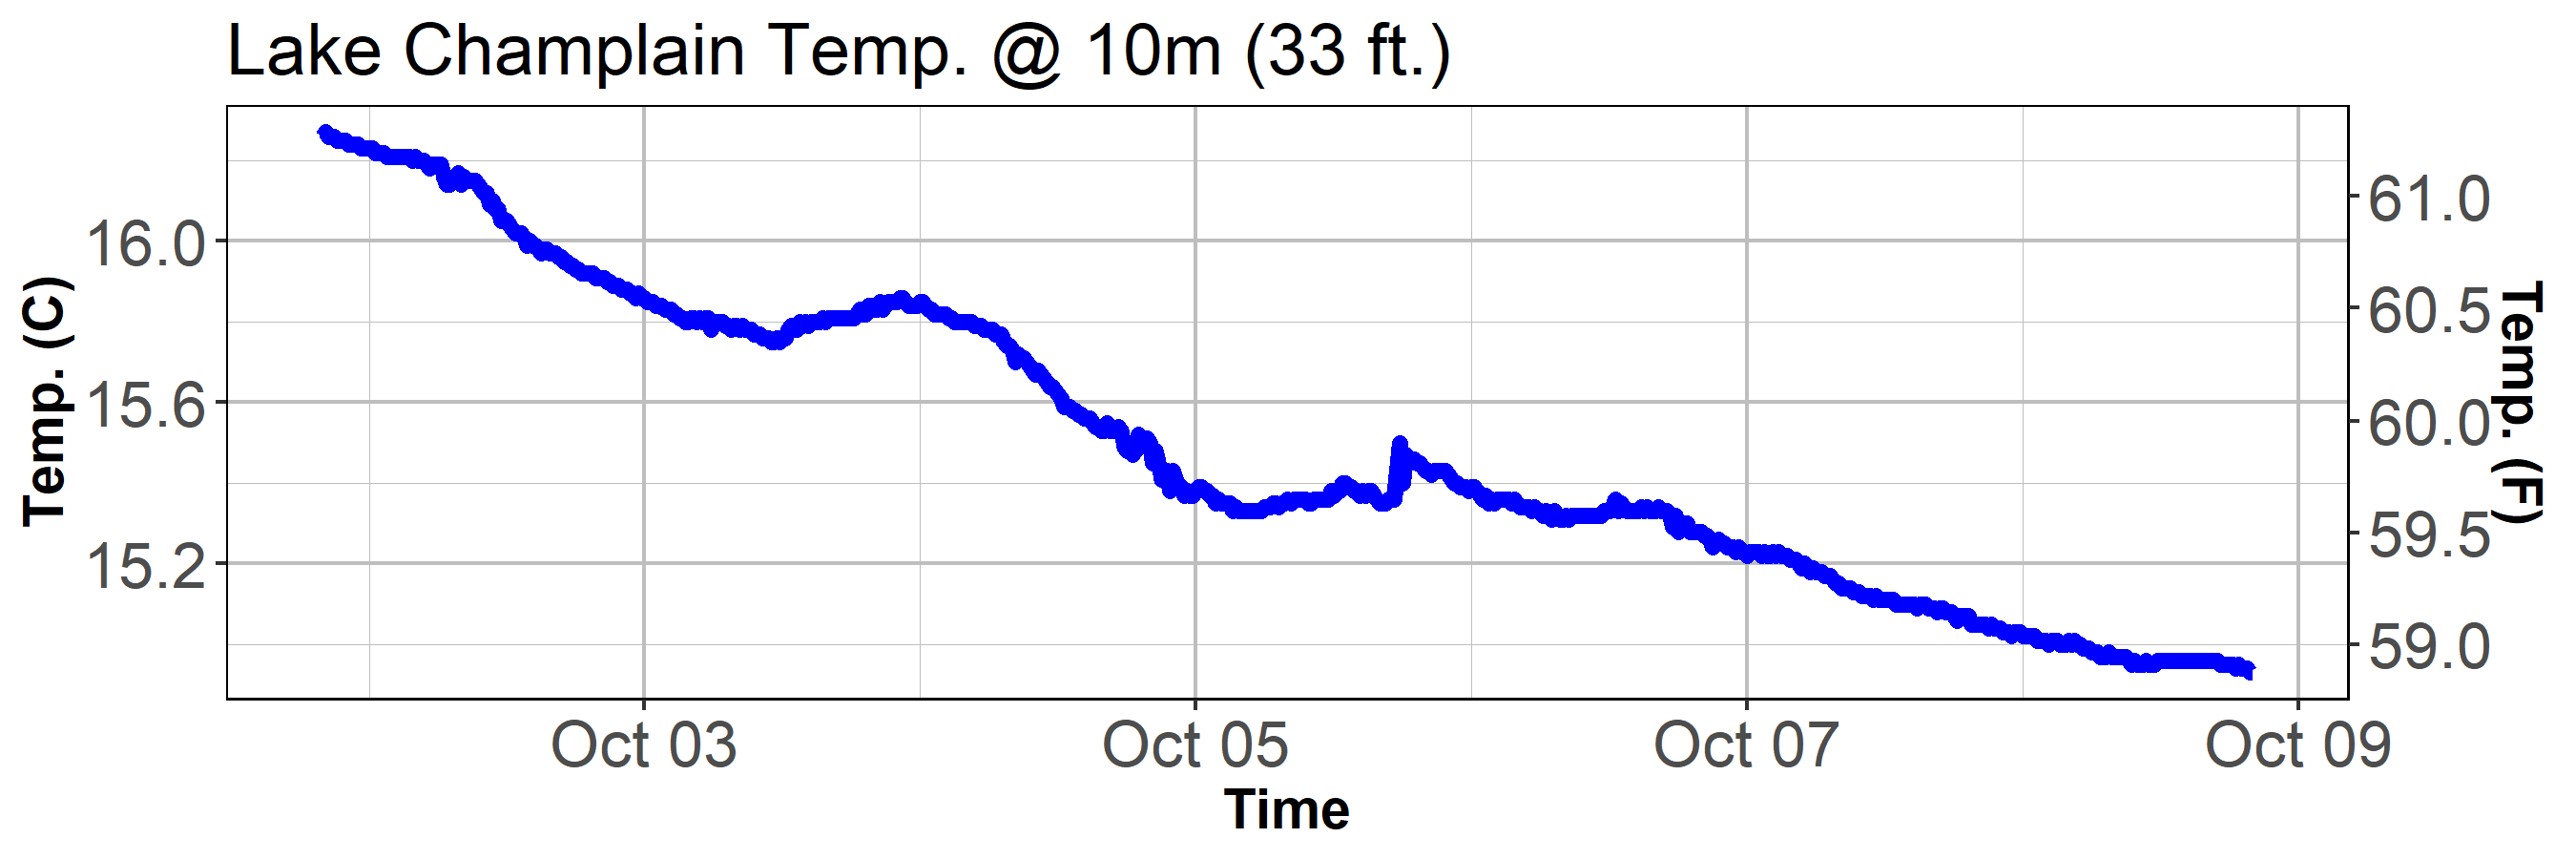 Lake Champlain Temp. @ 10m (33 ft.)
Temp. (C)
16.0
15.6
15.2
61.0
60.5
60.0
59.5
59.0
Temp. (F)
Oct 03
Oct 05
Oct 07
Oct 09
Time